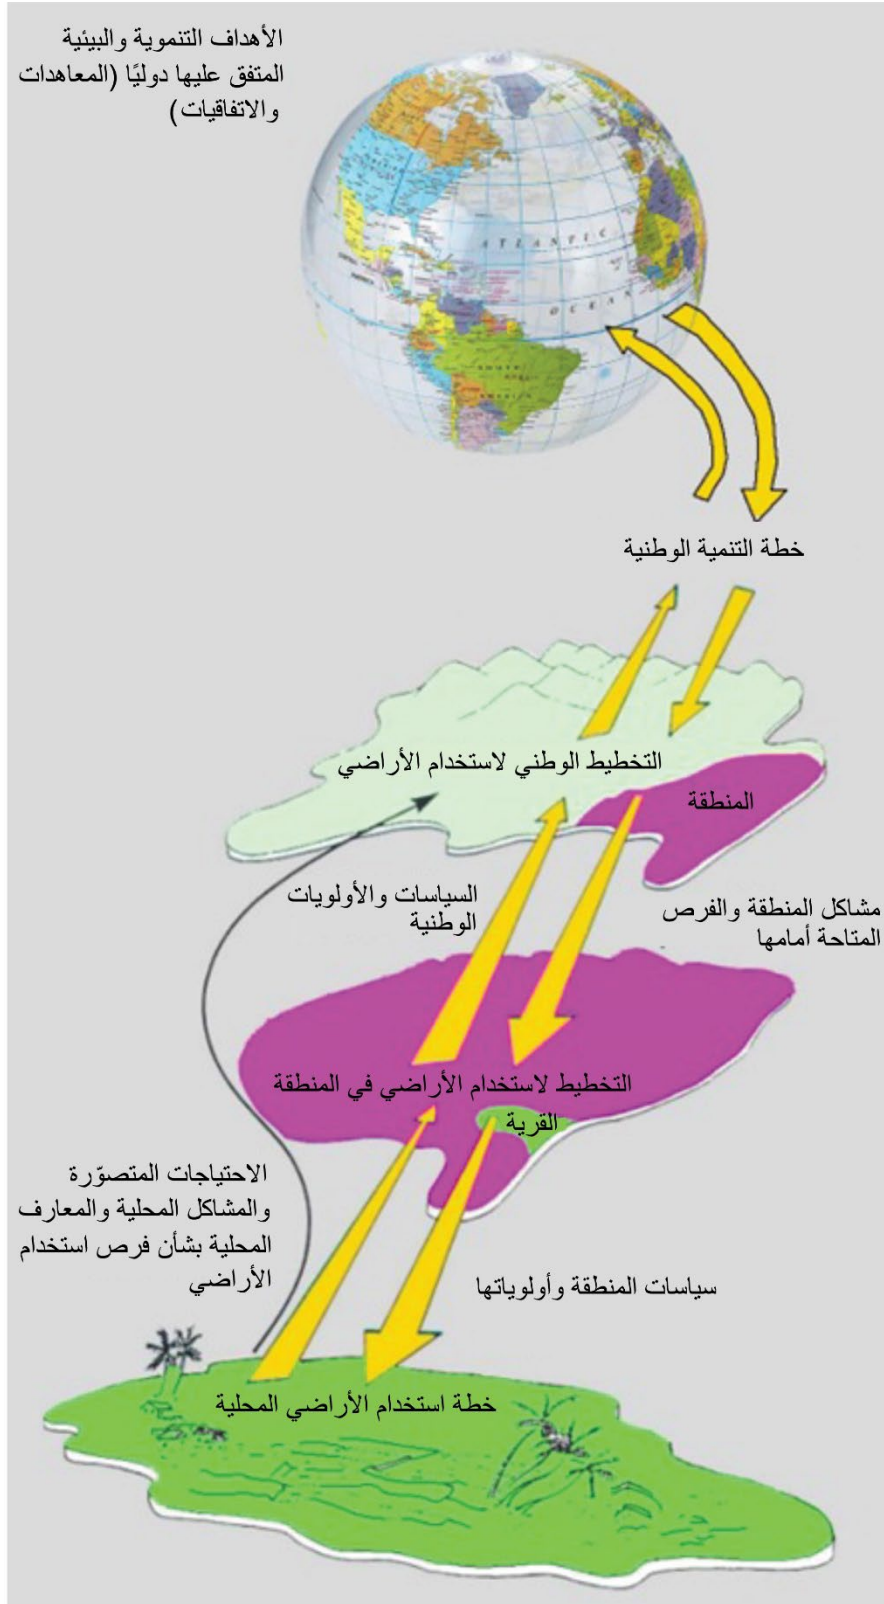 الأهداف التنموية والبيئية
المتفق عليها دوليًا (المعاهدات
والاتفاقيات)
ATLANTIC
OCEAN
SOUTH
AMERICA
خطة التنمية الوطنية
التخطيط الوطني لاستخدام الأراضي
المنطقة
السياسات والأولويات
الوطنية
مشاكل المنطقة والفرص
المتاحة أمامها
التخطيط لاستخدام الأراضي في المنطقة
القرية
الاحتياجات المتصوّرة
والمشاكل المحلية والمعارف
المحلية بشأن فرص استخدام
الأراضي
سياسات المنطقة وأولوياتها
خطة استخدام الأراضي المحلية